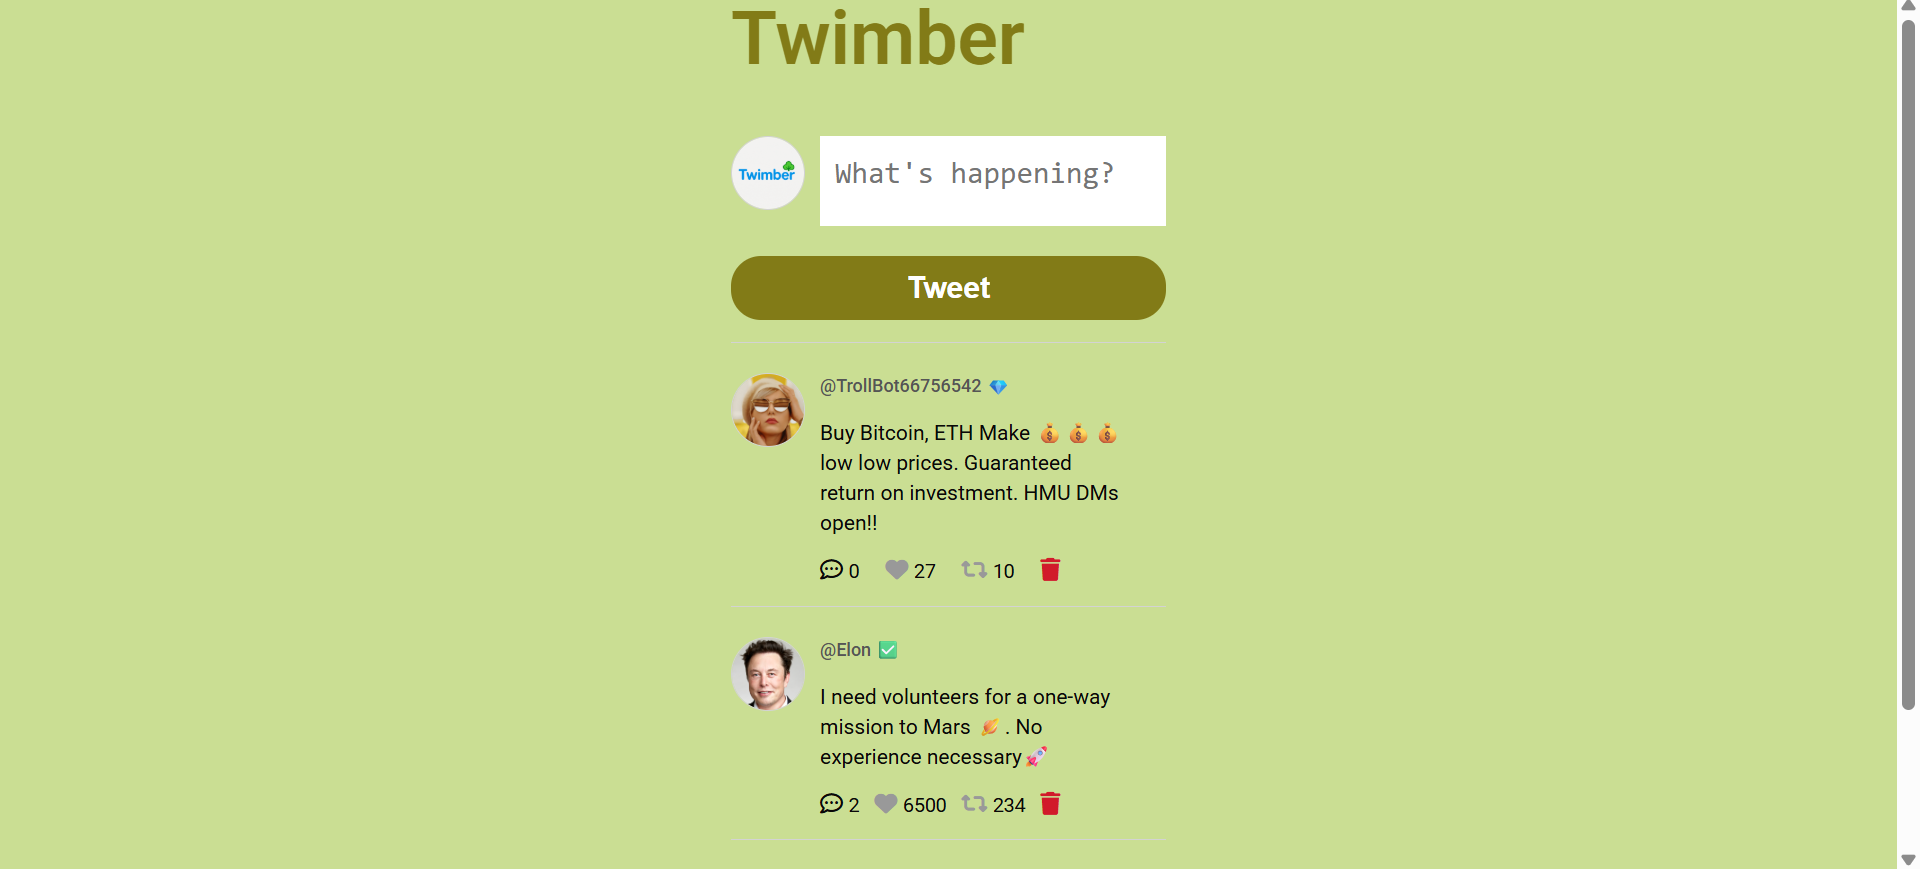 Twimber
Twimber
What's happening?
Tweet
@TrollBot66756542 💎
Buy Bitcoin, ETH Make 💰 💰 💰
low low prices. Guaranteed
return on investment. HMU DMs
open!!
0 27 10
@Elon ✅
I need volunteers for a one-way
mission to Mars 🪐 . No
experience necessary🚀
2 6500 234